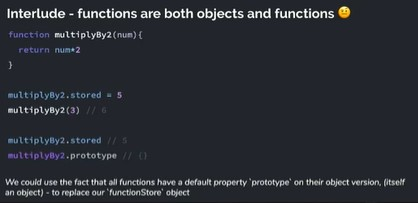 Interlude - functions are both objects and functions 😐
function multiplyBy2(num){
return num*2
}
multiplyBy2.stored = 5
multiplyBy2(3) // 6
multiplyBy2.stored // 5
multiplyBy2.prototype // {}
We could use the fact that all functions have a default property `prototype` on their object version, (itself
an object) - to replace our `functionStore` object